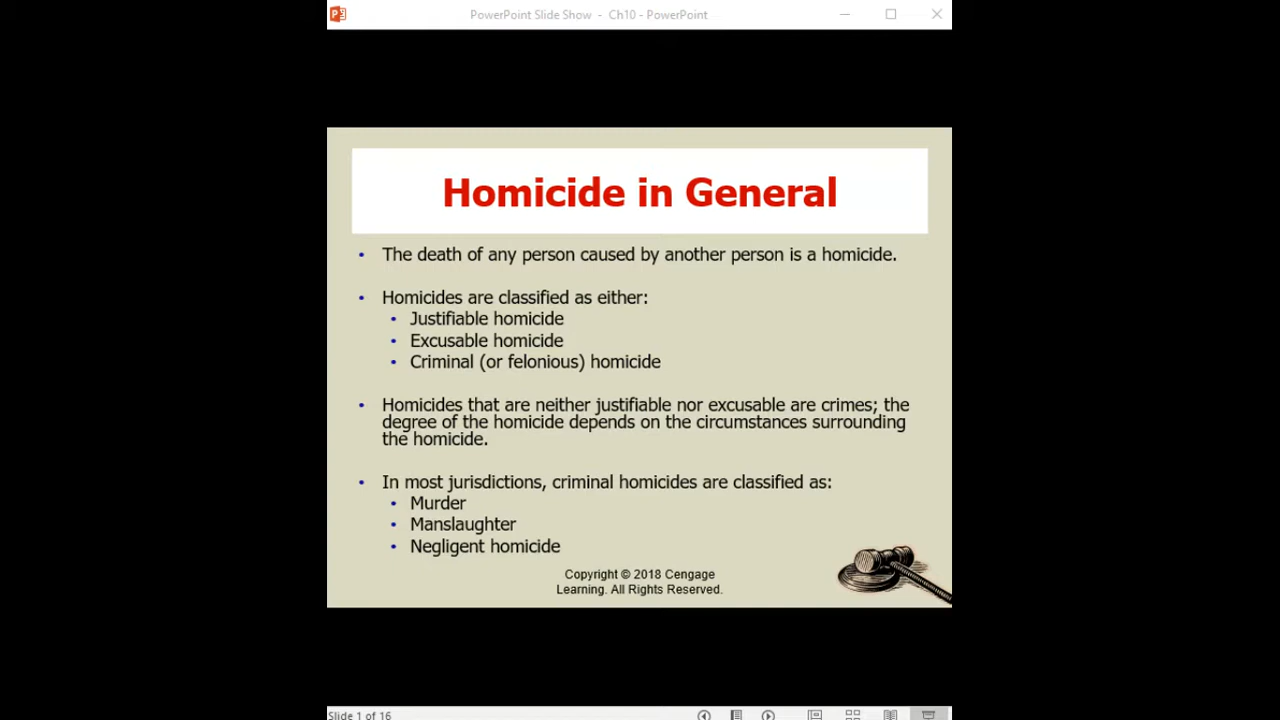 PowerPoint Slide Show - Ch10 - PowerPoint
Homicide in General
• The death of any person caused by another person is a homicide.
• Homicides are classified as either:
• Justifiable homicide
• Excusable homicide
• Criminal (or felonious) homicide
• Homicides that are neither justifiable nor excusable are crimes; the
degree of the homicide depends on the circumstances surrounding
the homicide.
• In most jurisdictions, criminal homicides are classified as:
• Murder
• Manslaughter
• Negligent homicide
Copyright © 2018 Cengage
Learning. All Rights Reserved.
Slide 1 of 16